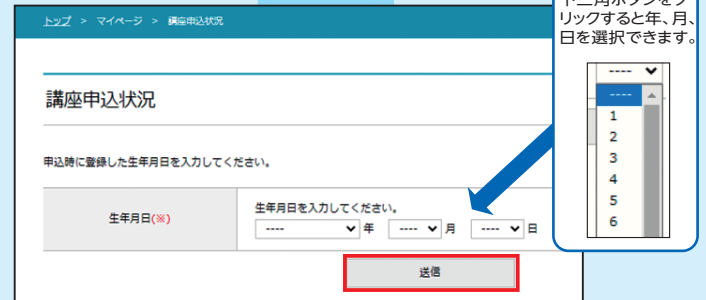 トップ > マイページ > 講座申込状況
講座申込状況
申込時に登録した生年月日を入力してください。
生年月日(※)
生年月日を入力してください。
---- 年 ---- 月 ---- 日
送信
リックすると年、月、
日を選択できます。
----
----
1
2
3
4
5
6